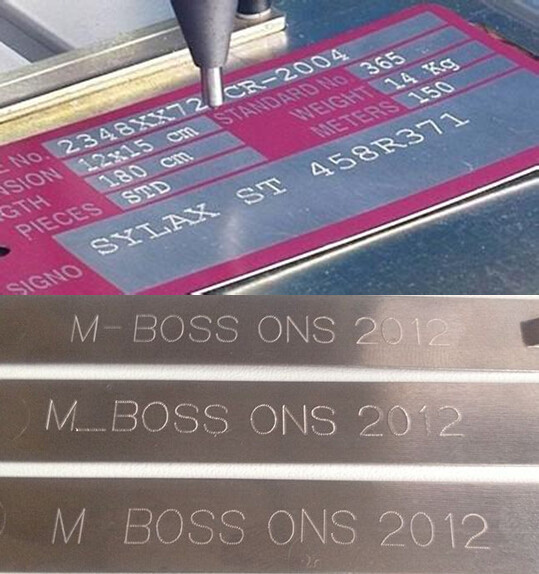 E No. 2348XX72 CR-2004
NSION 12x15 cm STANDARD No. 365
NGTH 180 cm WEIGHT 14 Kg
PIECES STD METERS 150
SIGNO SYLAX ST 458R371
M-BOSS ONS 2012
M_BOSS ONS 2012
M BOSS ONS 2012